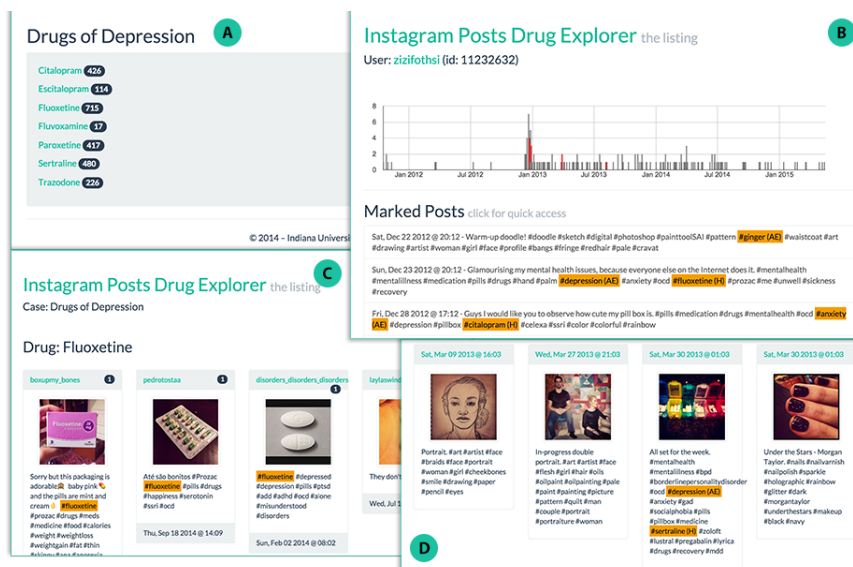 Drugs of Depression
A
Citalopram 426
Escitalopram 114
Fluoxetine 715
Fluvoxamine 17
Paroxetine 417
Sertraline 480
Trazodone 226
© 2014 – Indiana Universi
Instagram Posts Drug Explorer the listing
B
User: zizifothsi (id: 11232632)
8
6
4
2
0
Jan 2012
Jul 2012
Jan 2013
Jul 2013
Jan 2014
Jul 2014
Jan 2015
Marked Posts click for quick access
Sat, Dec 22 2012 @ 20:12 - Warm-up doodle! #doodle #sketch #digital #photoshop #painttoolSAI #pattern #ginger (AE) #waistcoat #art
#drawing #artist #woman #girl #face #profile #bangs #fringe #redhair #pale #cravat
Sun, Dec 23 2012 @ 20:12 - Glamourising my mental health issues, because everyone else on the Internet does it. #mentalhealth
#mentalillness #medication #pills #drugs #hand #palm #depression (AE) #anxiety #ocd #fluoxetine (H) #prozac #me #unwell #sickness
#recovery
Fri, Dec 28 2012 @ 17:12 - Guys I would like you to observe how cute my pill box is. #pills #medication #drugs #mentalhealth #ocd #anxiety
(AE) #depression #pillbox #citalopram (H) #celexa #ssri #color #colorful #rainbow
C
Instagram Posts Drug Explorer the listing
Case: Drugs of Depression
Drug: Fluoxetine
boxupmy_bones 1
Fluoxetine
Sorry but this packaging is
adorable baby pink
and the pills are mint and
cream #fluoxetine
#prozac #drugs #meds
#medicine #food #calories
#weight #weightloss
#weightgain #fat #thin
pedrotostaa 1
Até são bonitos #Prozac
#fluoxetine #pills #drugs
#happiness #serotonin
#ssri #ocd
Thu, Sep 18 2014 @ 14:09
disorders_disorders_disorders
1
#fluoxetine #depressed
#depression #pills #ptsd
#add #adhd #ocd #alone
#misunderstood
#disorders
Sun, Feb 02 2014 @ 08:02
laylaswind
They don't
Wed, Jul 1
D
Sat, Mar 09 2013 @ 16:03
Portrait. #art #artist #face
#braids #face #portrait
#woman #girl #cheekbones
#smile #drawing #paper
#pencil #eyes
Wed, Mar 27 2013 @ 21:03
In-progress double
portrait. #art #artist #face
#flesh #girl #hair #oils
#oilpaint #oilpainting #pale
#paint #painting #picture
#pattern #quilt #man
#couple #portrait
#portraiture #woman
Sat, Mar 30 2013 @ 01:03
All set for the week.
#mentalhealth
#mentalillness #bpd
#borderlinepersonalitydisorder
#ocd #depression (AE)
#anxiety #gad
#socialphobia #pills
#pillbox #medicine
#sertraline (H) #zoloft
#lustral #pregabalin #lyrica
#drugs #recovery #mdd
Sat, Mar 30 2013 @ 01:03
Under the Stars - Morgan
Taylor. #nails #nailvarnish
#nailpolish #sparkle
#holographic #rainbow
#glitter #dark
#morgantaylor
#underthestars #makeup
#black #navy